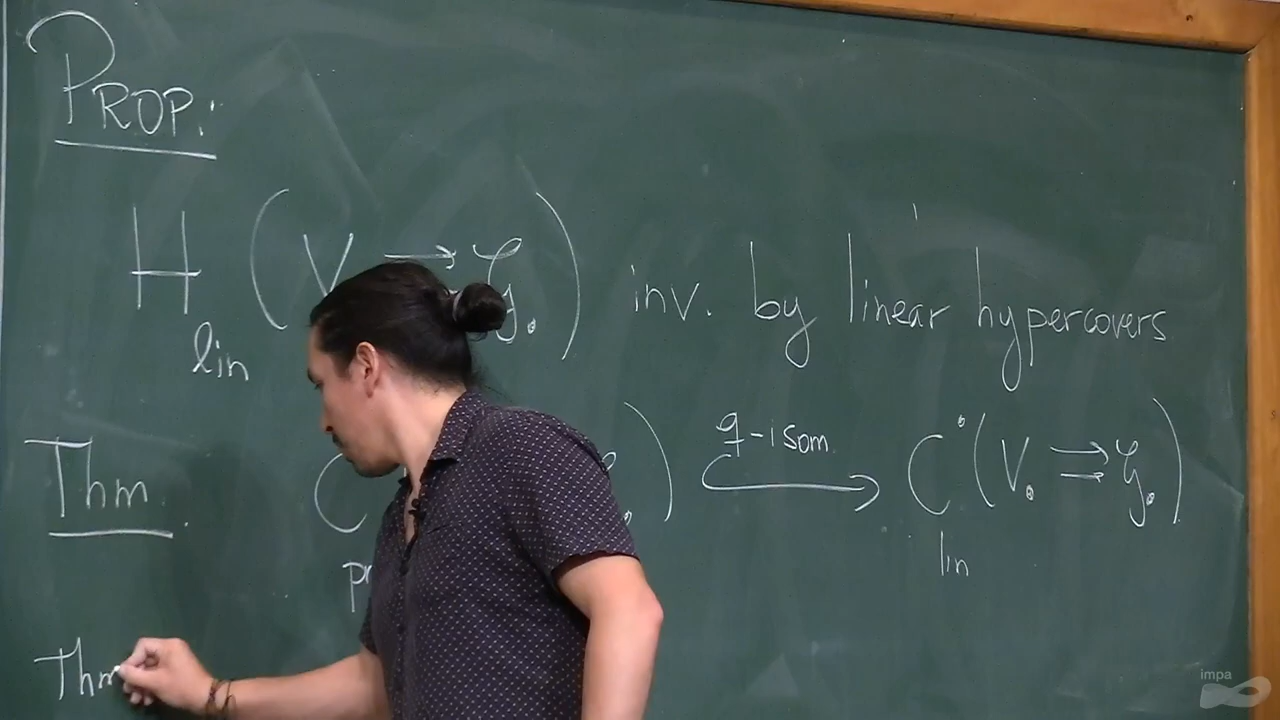 PROP:
H lin ( V → G. ) inv. by linear hypercovers
Thm. C ) q-isom ↪ C•( V. ⇉ G. ) lin
Thm
impa